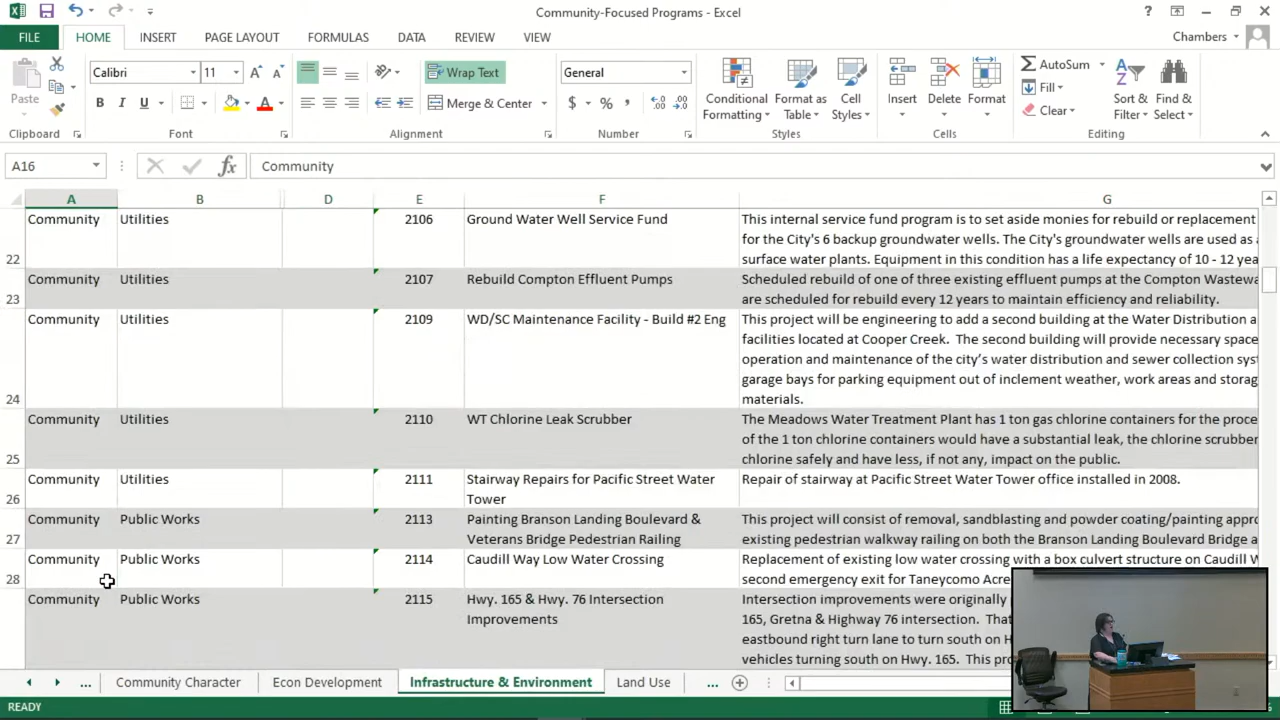 Community-Focused Programs - Excel
?
FILE HOME INSERT PAGE LAYOUT FORMULAS DATA REVIEW VIEW
Chambers
Paste
Calibri 11
B I U A
Wrap Text
Merge & Center
General
$ % ,
Conditional Formatting
Format as Table
Cell Styles
Insert
Delete
Format
AutoSum
Fill
Clear
Sort & Filter
Find & Select
Clipboard Font Alignment Number Styles Cells Editing
A16 fx Community
A B D E F G
22 Community Utilities 2106 Ground Water Well Service Fund This internal service fund program is to set aside monies for rebuild or replacement
for the City's 6 backup groundwater wells. The City's groundwater wells are used as
surface water plants. Equipment in this condition has a life expectancy of 10 - 12 yea
23 Community Utilities 2107 Rebuild Compton Effluent Pumps Scheduled rebuild of one of three existing effluent pumps at the Compton Wastewa
are scheduled for rebuild every 12 years to maintain efficiency and reliability.
24 Community Utilities 2109 WD/SC Maintenance Facility - Build #2 Eng This project will be engineering to add a second building at the Water Distribution a
facilities located at Cooper Creek. The second building will provide necessary space
operation and maintenance of the city's water distribution and sewer collection sys
garage bays for parking equipment out of inclement weather, work areas and storag
materials.
25 Community Utilities 2110 WT Chlorine Leak Scrubber The Meadows Water Treatment Plant has 1 ton gas chlorine containers for the proce
of the 1 ton chlorine containers would have a substantial leak, the chlorine scrubber
chlorine safely and have less, if not any, impact on the public.
26 Community Utilities 2111 Stairway Repairs for Pacific Street Water Repair of stairway at Pacific Street Water Tower office installed in 2008.
Tower
27 Community Public Works 2113 Painting Branson Landing Boulevard & This project will consist of removal, sandblasting and powder coating/painting appro
Veterans Bridge Pedestrian Railing existing pedestrian walkway railing on both the Branson Landing Boulevard Bridge a
28 Community Public Works 2114 Caudill Way Low Water Crossing Replacement of existing low water crossing with a box culvert structure on Caudill W
second emergency exit for Taneycomo Acre
Community Public Works 2115 Hwy. 165 & Hwy. 76 Intersection Intersection improvements were originally
Improvements 165, Gretna & Highway 76 intersection. That
eastbound right turn lane to turn south on H
vehicles turning south on Hwy. 165. This pro
... Community Character Econ Development Infrastructure & Environment Land Use ...
READY
%